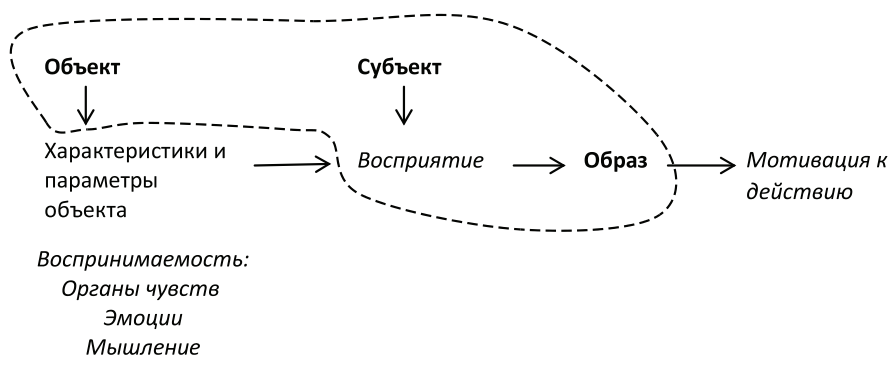 Объект
Субъект
Характеристики и
параметры
объекта
Восприятие
Образ
Мотивация к
действию
Воспринимаемость:
Органы чувств
Эмоции
Мышление